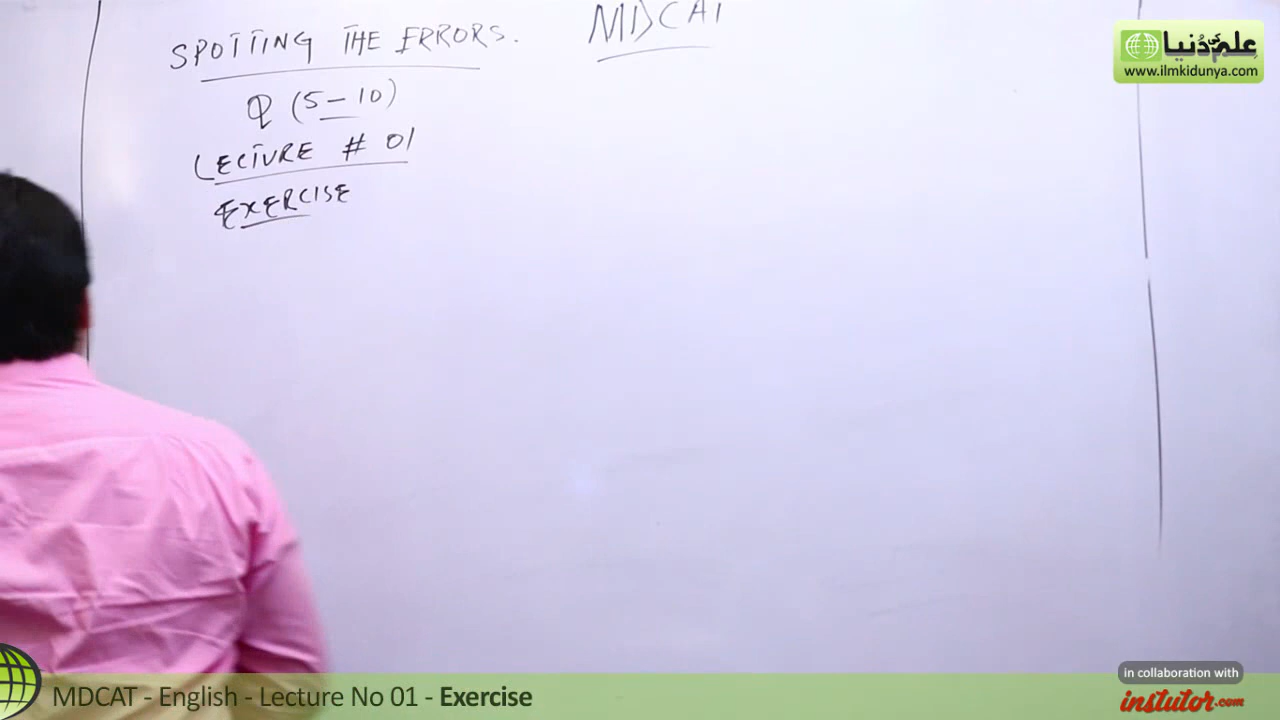 SPOTTING THE ERRORS.
MDCAT
Q (5 – 10)
LECTURE # 01
EXERCISE
علم کی دُنیا
www.ilmkidunya.com
in collaboration with
instutor.com
MDCAT - English - Lecture No 01 - Exercise